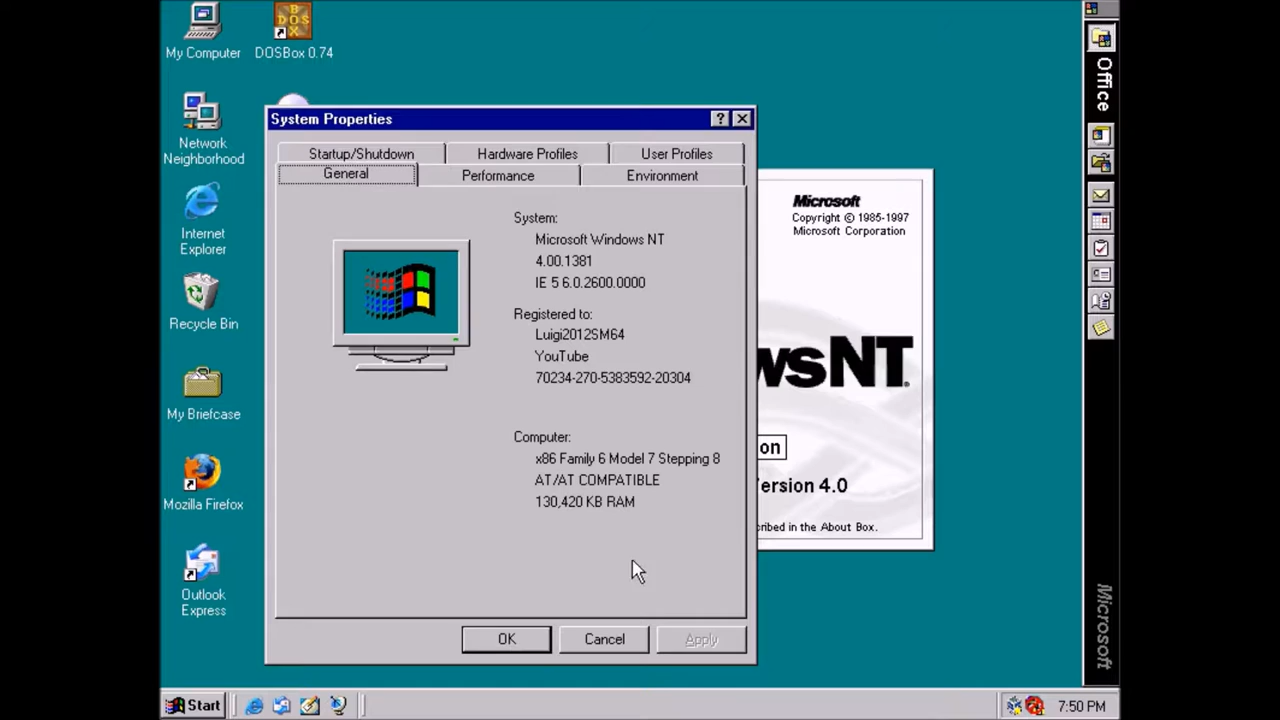 My Computer
DOSBox 0.74
BOX
DOS
Network
Neighborhood
Internet
Explorer
Recycle Bin
My Briefcase
Mozilla Firefox
Outlook
Express
System Properties
Startup/Shutdown
Hardware Profiles
User Profiles
General
Performance
Environment
System:
Microsoft Windows NT
4.00.1381
IE 5 6.0.2600.0000
Registered to:
Luigi2012SM64
YouTube
70234-270-5383592-20304
Computer:
x86 Family 6 Model 7 Stepping 8
AT/AT COMPATIBLE
130,420 KB RAM
OK
Cancel
Apply
Microsoft
Copyright © 1985-1997
Microsoft Corporation
wsNT
on
ersion 4.0
cribed in the About Box.
Office
Microsoft
Start
7:50 PM